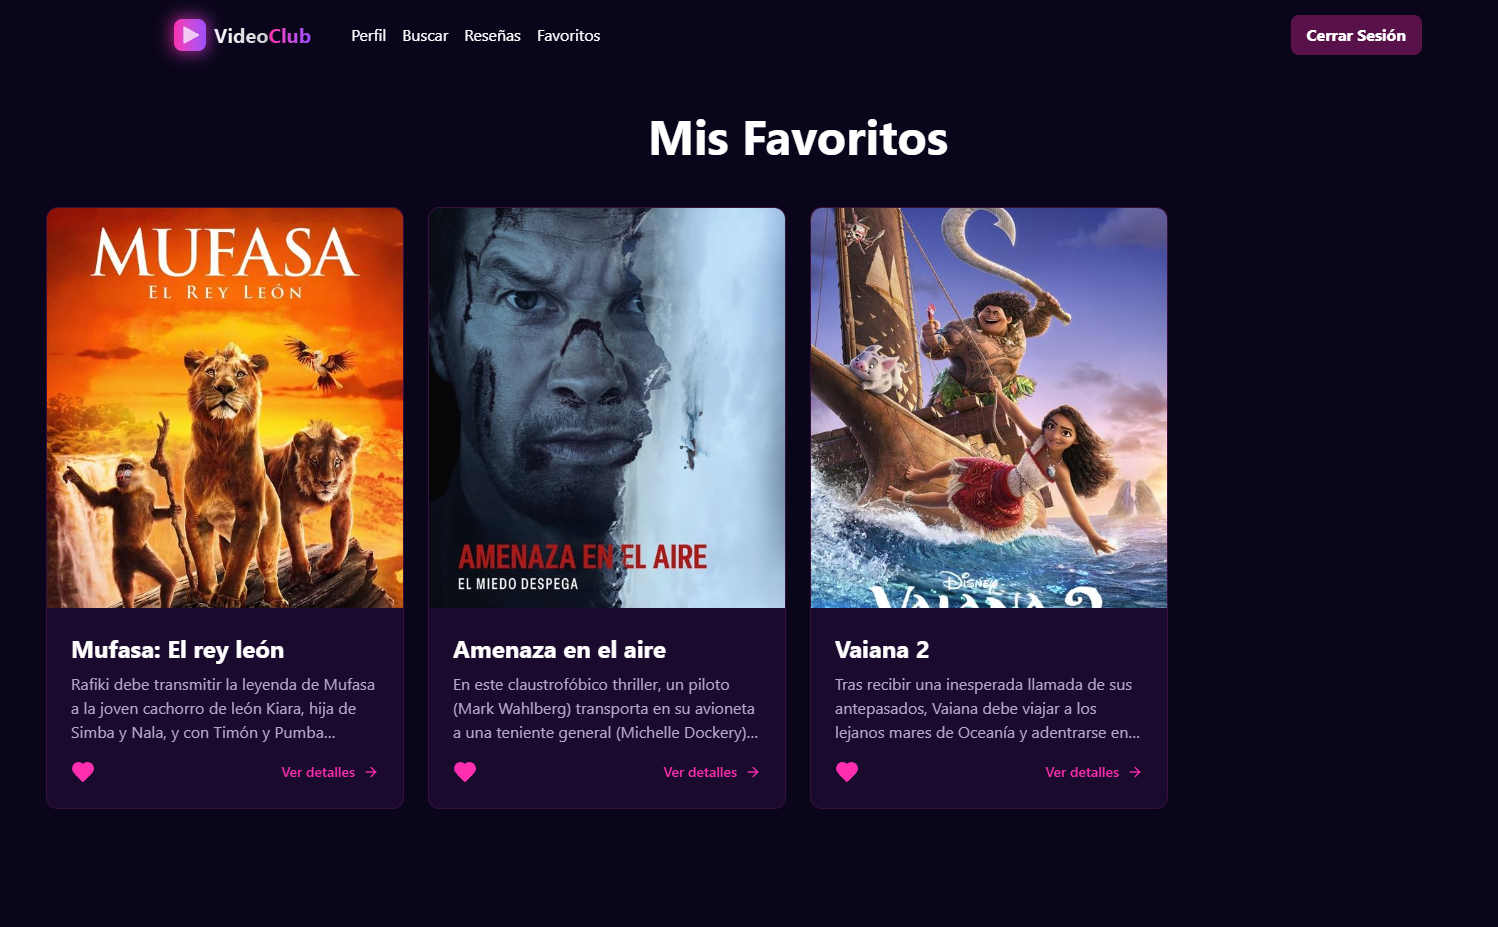 VideoClub
Perfil
Buscar
Reseñas
Favoritos
Cerrar Sesión
Mis Favoritos
MUFASA
EL REY LEÓN
AMENAZA EN EL AIRE
EL MIEDO DESPEGA
DISNEY
VAIANA 2
Mufasa: El rey león
Rafiki debe transmitir la leyenda de Mufasa
a la joven cachorro de león Kiara, hija de
Simba y Nala, y con Timón y Pumba...
Ver detalles
Amenaza en el aire
En este claustrofóbico thriller, un piloto
(Mark Wahlberg) transporta en su avioneta
a una teniente general (Michelle Dockery)...
Ver detalles
Vaiana 2
Tras recibir una inesperada llamada de sus
antepasados, Vaiana debe viajar a los
lejanos mares de Oceanía y adentrarse en...
Ver detalles